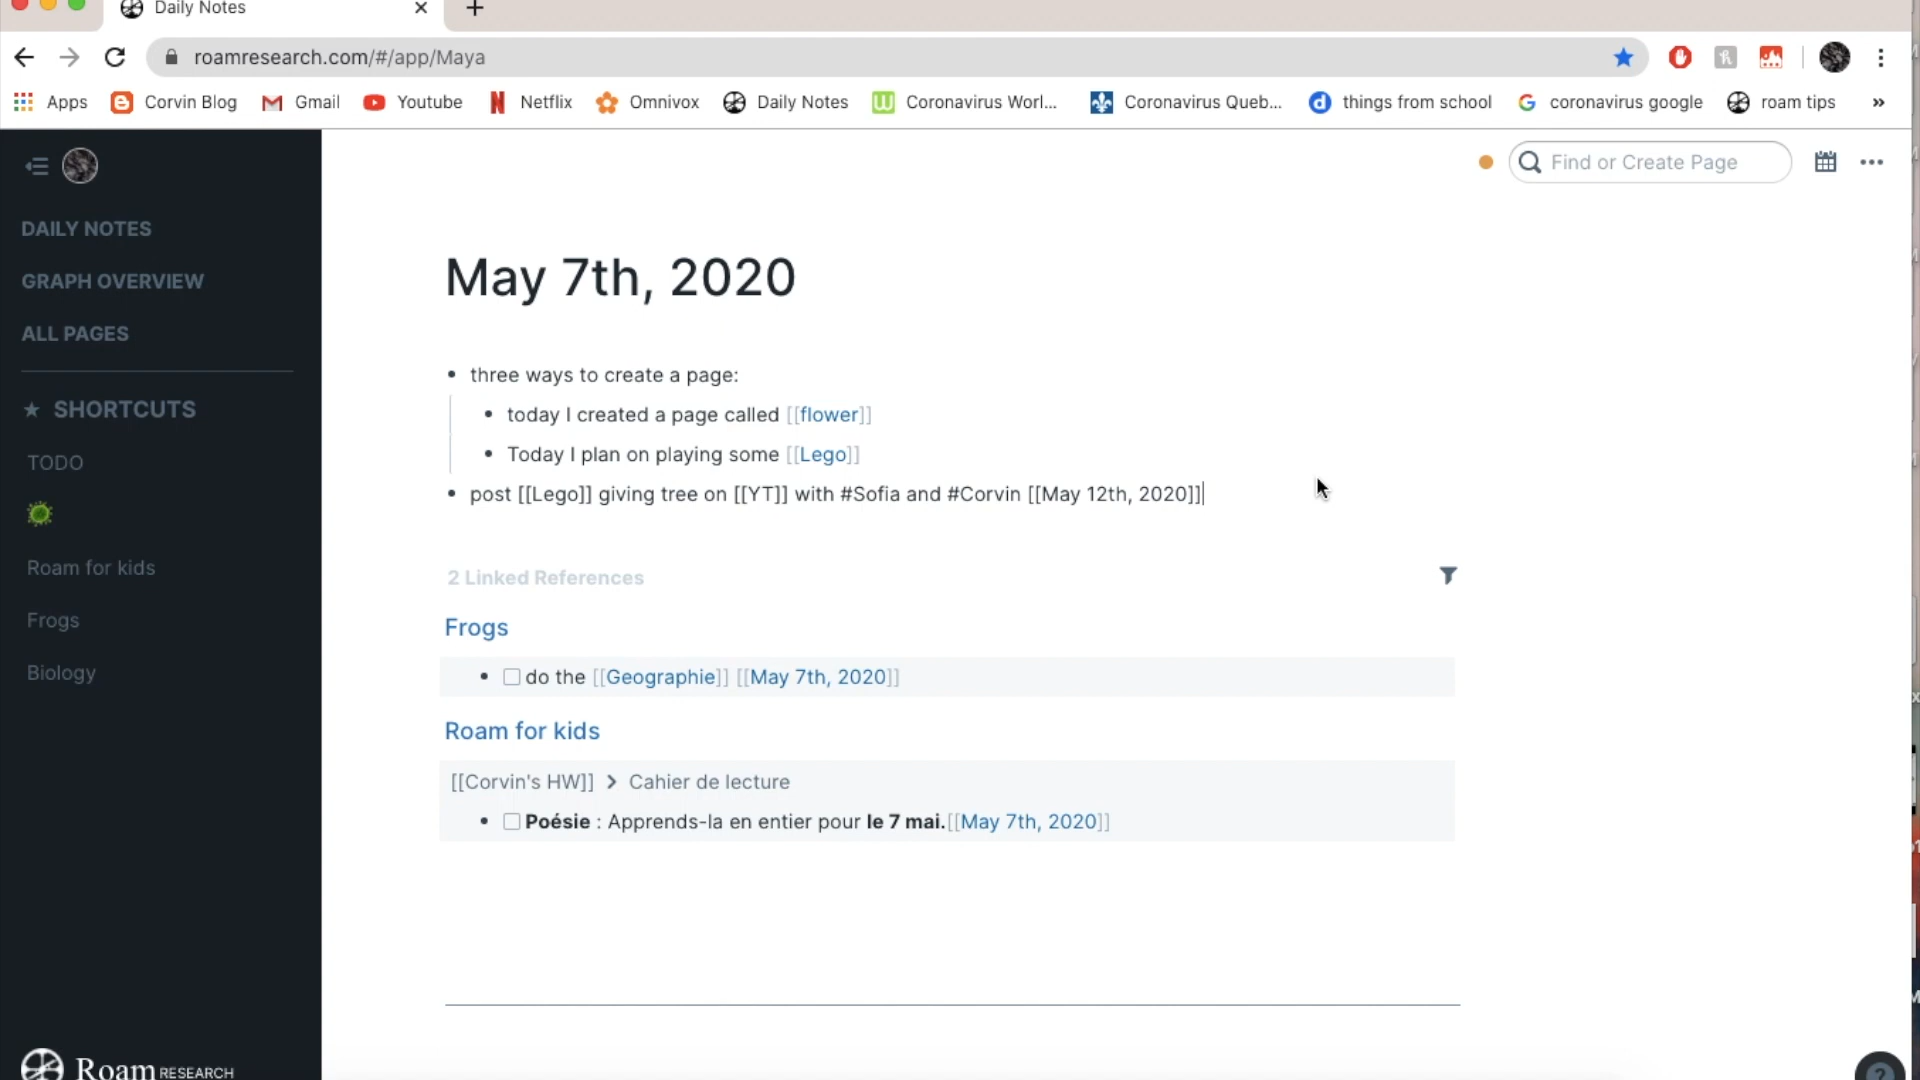 Daily Notes
roamresearch.com/#/app/Maya
Apps Corvin Blog Gmail Youtube Netflix Omnivox Daily Notes Coronavirus Worl... Coronavirus Queb... things from school coronavirus google roam tips »
Find or Create Page
DAILY NOTES
GRAPH OVERVIEW
ALL PAGES
★ SHORTCUTS
TODO
Roam for kids
Frogs
Biology
Roam RESEARCH
May 7th, 2020
• three ways to create a page:
• today I created a page called [[flower]]
• Today I plan on playing some [[Lego]]
• post [[Lego]] giving tree on [[YT]] with #Sofia and #Corvin [[May 12th, 2020]]
2 Linked References
Frogs
• do the [[Geographie]] [[May 7th, 2020]]
Roam for kids
[[Corvin's HW]] > Cahier de lecture
• Poésie : Apprends-la en entier pour le 7 mai.[[May 7th, 2020]]
?